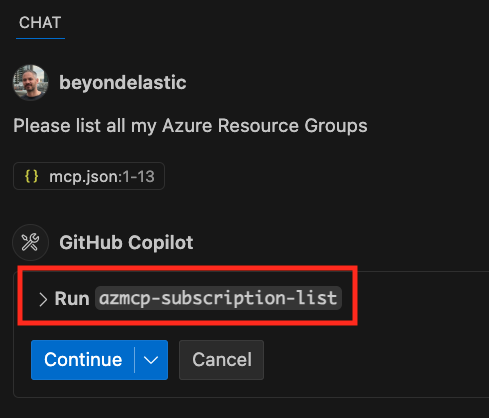 CHAT
beyondelastic
Please list all my Azure Resource Groups
{} mcp.json:1-13
GitHub Copilot
> Run azmcp-subscription-list
Continue
Cancel